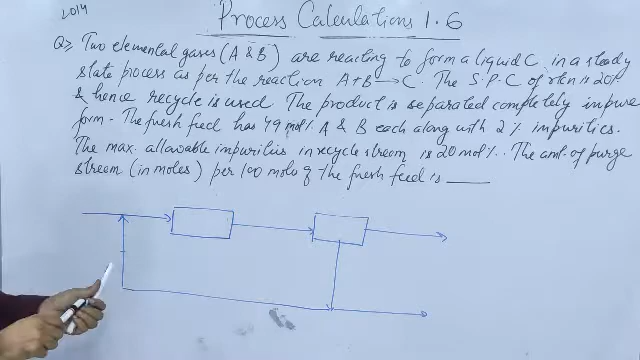 2014
Process Calculations 1.6
Q⇒ Two elemental gases (A & B) are reacting to form a liquid C in a steady
state process as per the reaction A+B → C. The S.P.C of rxn is 20%
& hence recycle is used. The product is separated completely in pure
form. The fresh feed has 49 mol% A & B each along with 2% impurities.
The max. allowable impurities in recycle stream is 20 mol%. The amt. of purge
stream (in moles) per 100 mols of the fresh feed is ____